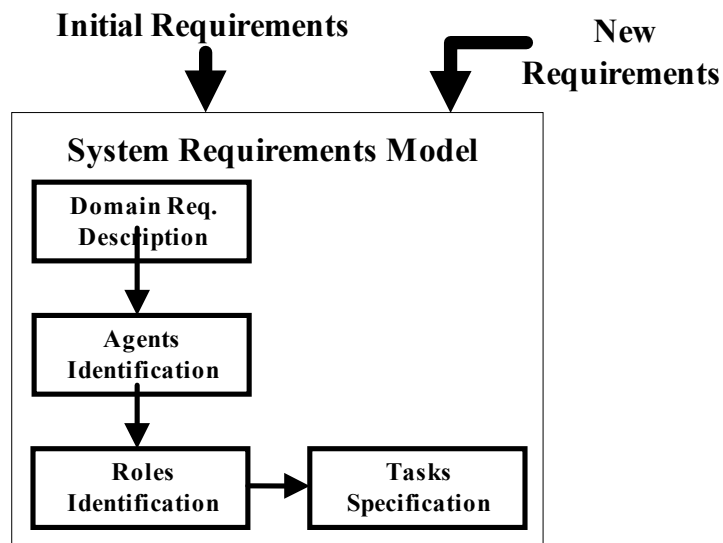 Initial Requirements
New
Requirements
System Requirements Model
Domain Req.
Description
Agents
Identification
Roles
Identification
Tasks
Specification